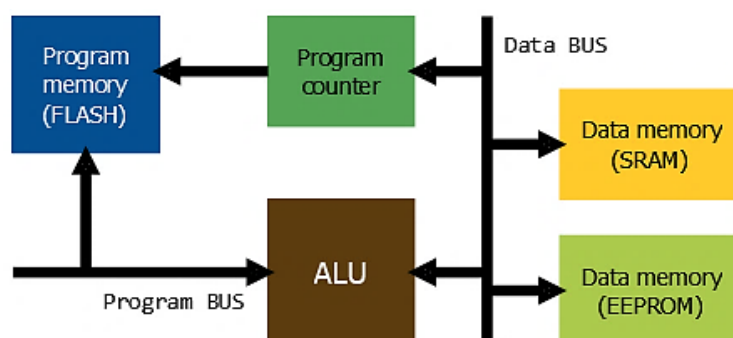 Program
memory
(FLASH)
Program
counter
Data BUS
Data memory
(SRAM)
ALU
Program BUS
Data memory
(EEPROM)